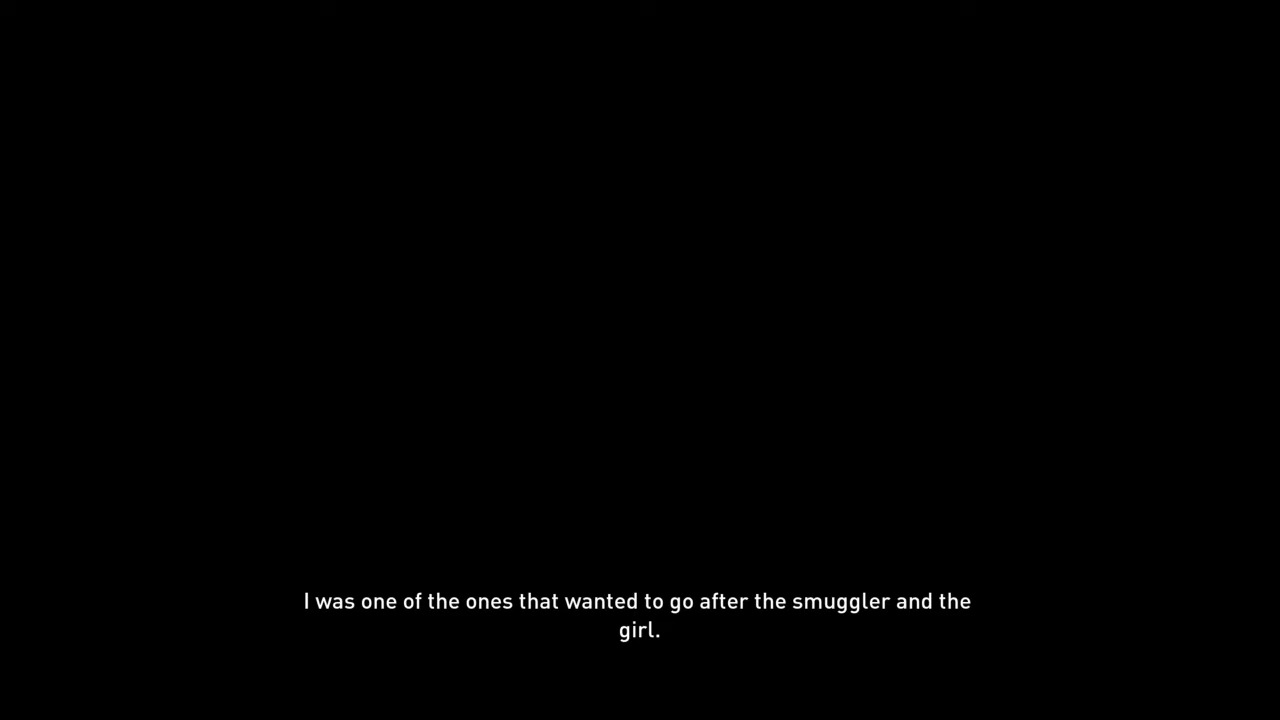 I was one of the ones that wanted to go after the smuggler and the
girl.